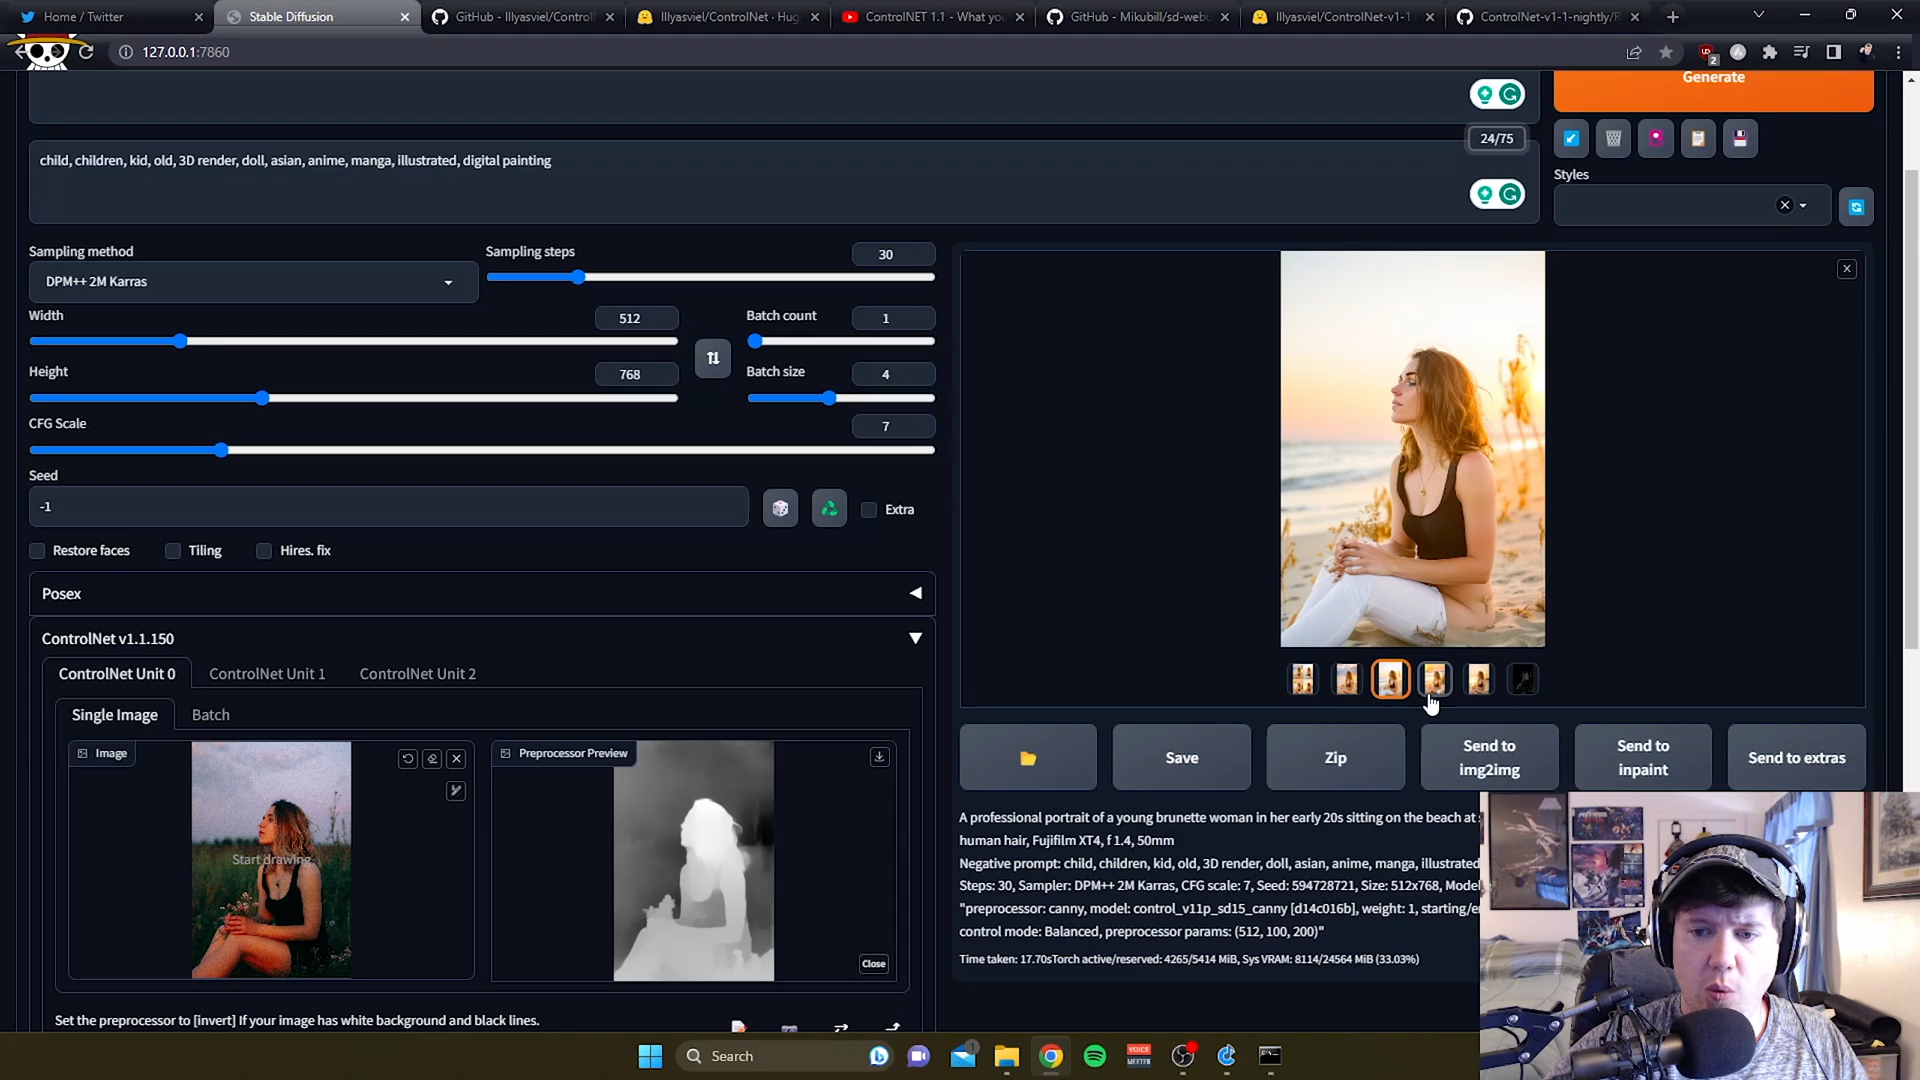 Home / Twitter
Stable Diffusion
GitHub - lllyasviel/Control
lllyasviel/ControlNet · Hug
ControlNET 1.1 - What you
GitHub - Mikubill/sd-webu
lllyasviel/ControlNet-v1-1
ControlNet-v1-1-nightly/R
127.0.0.1:7860
2
Generate
24/75
child, children, kid, old, 3D render, doll, asian, anime, manga, illustrated, digital painting
Styles
Sampling method
Sampling steps
30
DPM++ 2M Karras
Width
512
Batch count
1
Height
768
Batch size
4
CFG Scale
7
Seed
-1
Extra
Restore faces
Tiling
Hires. fix
Posex
ControlNet v1.1.150
ControlNet Unit 0
ControlNet Unit 1
ControlNet Unit 2
Single Image
Batch
Image
Preprocessor Preview
Start drawing
Close
Set the preprocessor to [invert] If your image has white background and black lines.
Save
Zip
Send to img2img
Send to inpaint
Send to extras
A professional portrait of a young brunette woman in her early 20s sitting on the beach at
human hair, Fujifilm XT4, f 1.4, 50mm
Negative prompt: child, children, kid, old, 3D render, doll, asian, anime, manga, illustrated
Steps: 30, Sampler: DPM++ 2M Karras, CFG scale: 7, Seed: 594728721, Size: 512x768, Model
"preprocessor: canny, model: control_v11p_sd15_canny [d14c016b], weight: 1, starting/e
control mode: Balanced, preprocessor params: (512, 100, 200)"
Time taken: 17.70sTorch active/reserved: 4265/5414 MiB, Sys VRAM: 8114/24564 MiB (33.03%)
Search
1
VOICE
MEETER